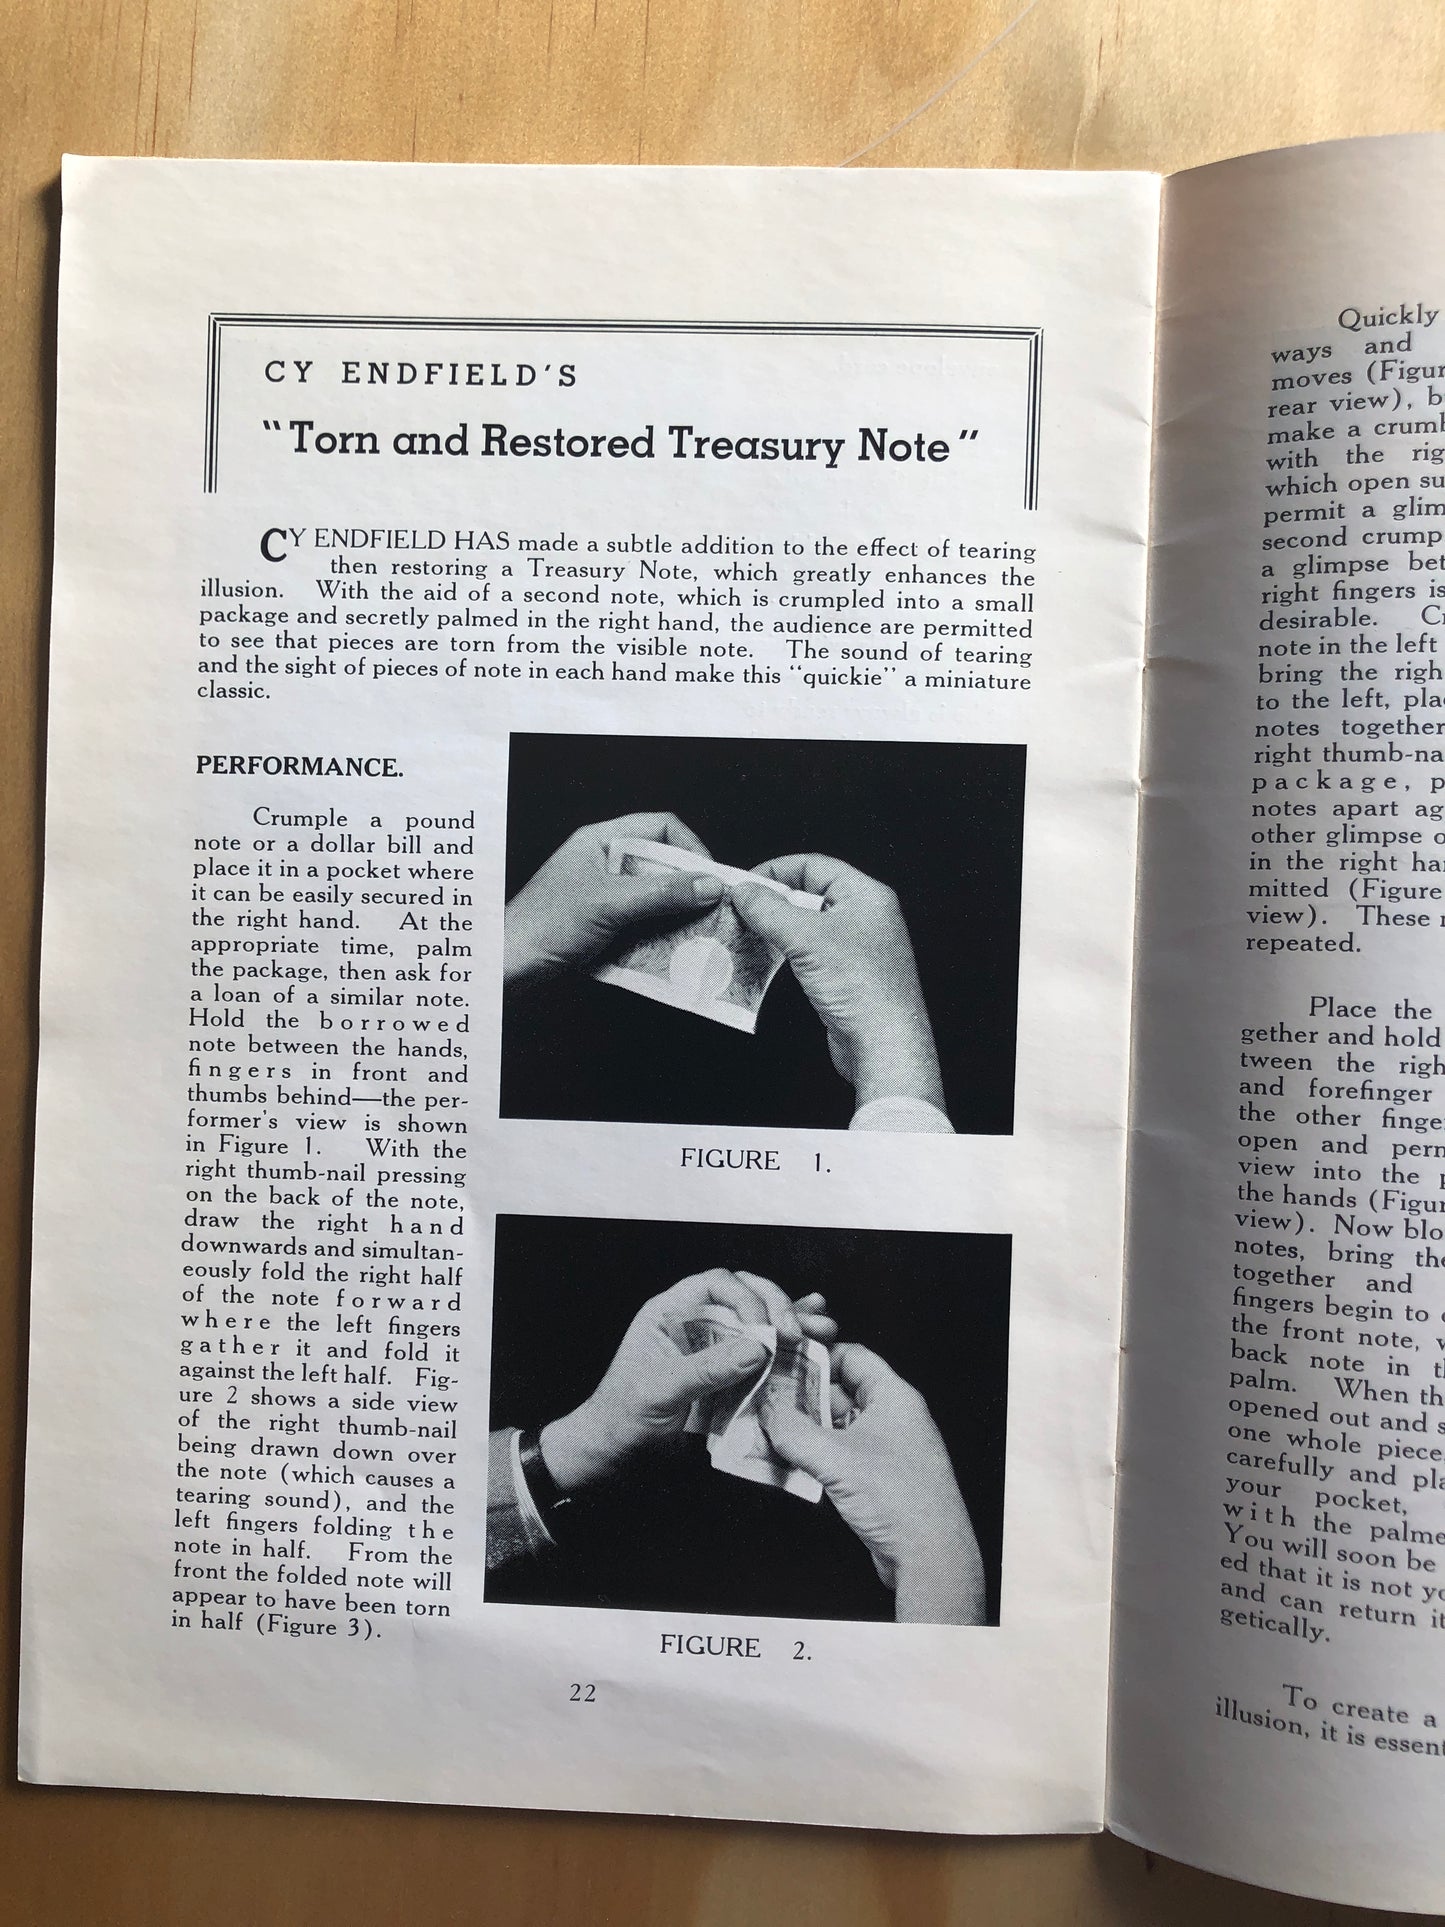 CY ENDFIELD'S
"Torn and Restored Treasury Note"
CY ENDFIELD HAS made a subtle addition to the effect of tearing
then restoring a Treasury Note, which greatly enhances the
illusion. With the aid of a second note, which is crumpled into a small
package and secretly palmed in the right hand, the audience are permitted
to see that pieces are torn from the visible note. The sound of tearing
and the sight of pieces of note in each hand make this "quickie" a miniature
classic.
PERFORMANCE.
Crumple a pound
note or a dollar bill and
place it in a pocket where
it can be easily secured in
the right hand. At the
appropriate time, palm
the package, then ask for
a loan of a similar note.
Hold the borrowed
note between the hands,
fingers in front and
thumbs behind—the per-
former's view is shown
in Figure 1. With the
right thumb-nail pressing
on the back of the note,
draw the right hand
downwards and simultan-
eously fold the right half
of the note forward
where the left fingers
gather it and fold it
against the left half. Fig-
ure 2 shows a side view
of the right thumb-nail
being drawn down over
the note (which causes a
tearing sound), and the
left fingers folding the
note in half. From the
front the folded note will
appear to have been torn
in half (Figure 3).
FIGURE 1.
FIGURE 2.
22
Quickly
ways and
moves (Figur
rear view), b
make a crum
with the rig
which open su
permit a glim
second crump
a glimpse bet
right fingers is
desirable.
note in the left
bring the righ
to the left, pla
notes together
right thumb-na
package, p
notes apart ag
other glimpse o
in the right ha
mitted (Figure
view). These
repeated.
Place the
gether and hold
tween the righ
and forefinger
the other finge
open and perm
view into the
the hands (Figur
view). Now blo
notes, bring the
together and
fingers begin to
the front note,
back note in th
palm. When th
opened out and s
one whole piece
carefully and pla
your pocket,
with the palme
You will soon be
ed that it is not yo
and can return it
getically.
To create a
illusion, it is essent